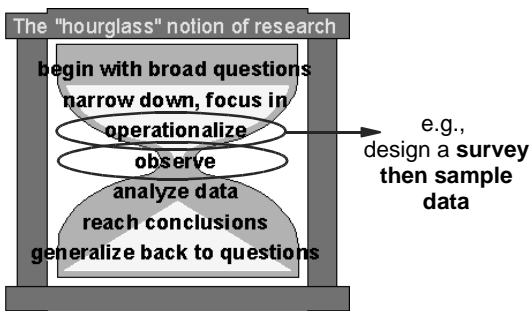 The "hourglass" notion of research
begin with broad questions
narrow down, focus in
operationalize
observe
analyze data
reach conclusions
generalize back to questions
e.g.,
design a survey
then sample
data